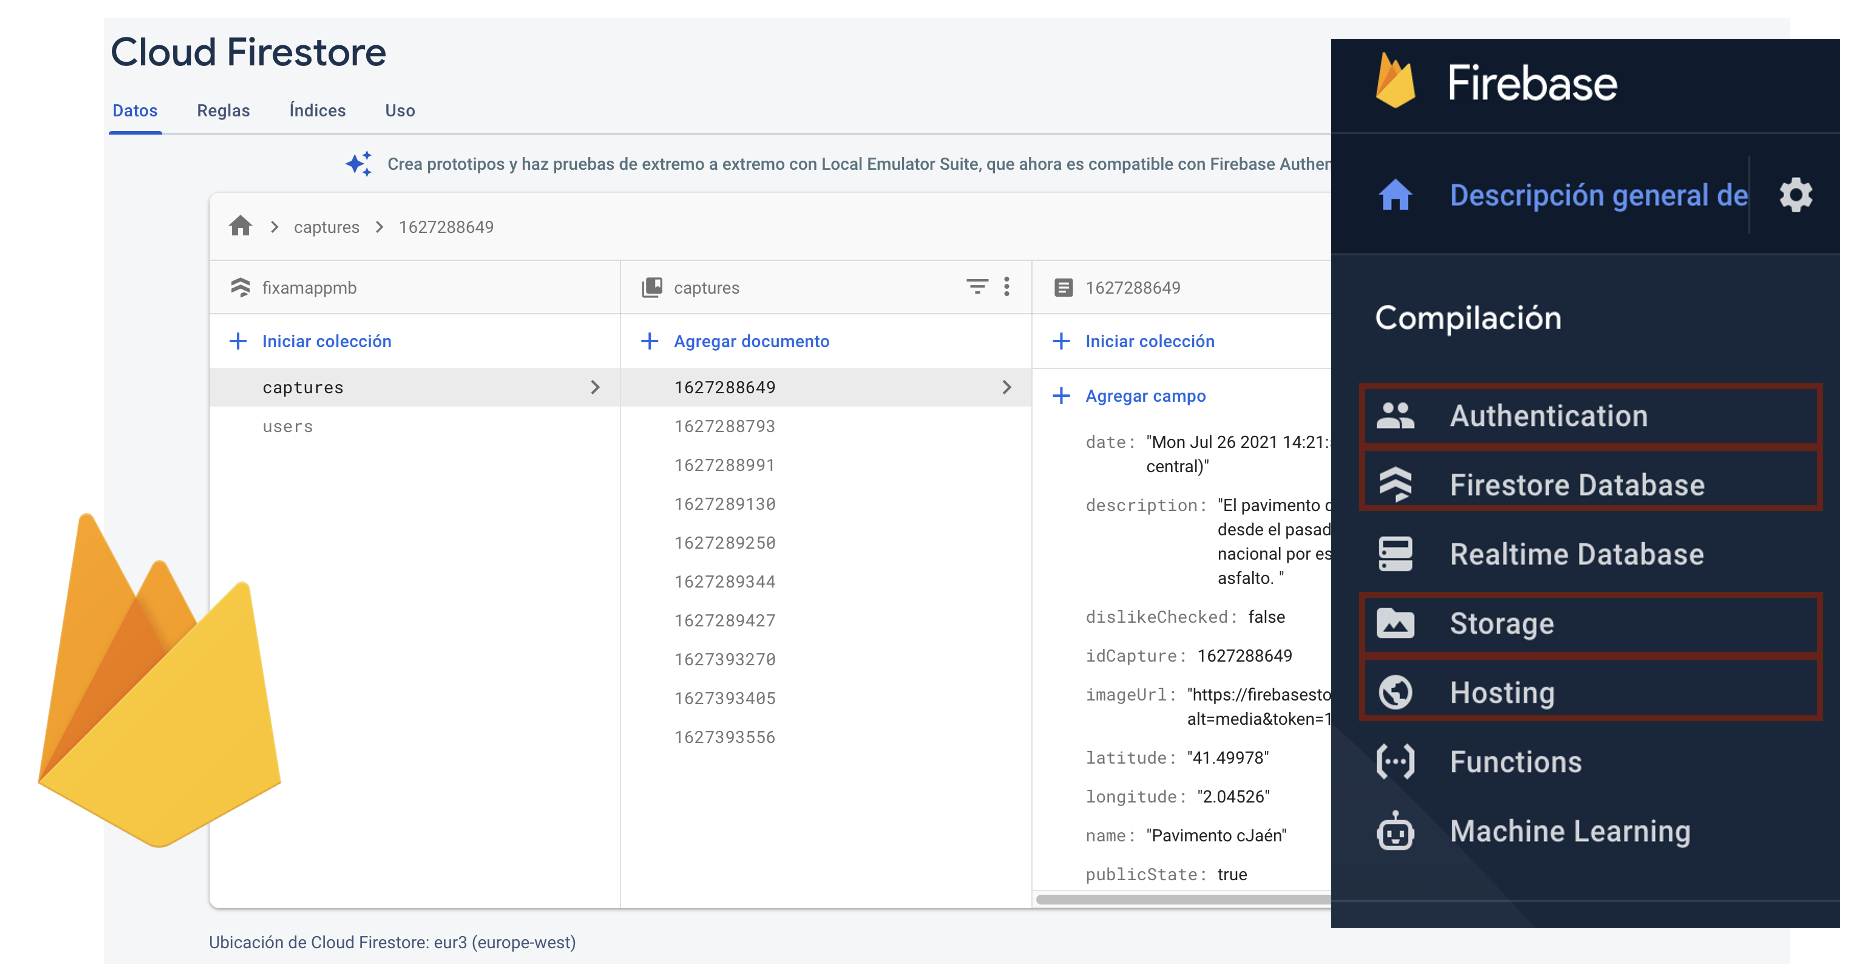 Cloud Firestore
Datos Reglas Índices Uso
Crea prototipos y haz pruebas de extremo a extremo con Local Emulator Suite, que ahora es compatible con Firebase Authen
captures 1627288649
fixamappmb
Iniciar colección
captures
users
captures
Agregar documento
1627288649
1627288793
1627288991
1627289130
1627289250
1627289344
1627289427
1627393270
1627393405
1627393556
1627288649
Iniciar colección
Agregar campo
date: "Mon Jul 26 2021 14:21:
central)"
description: "El pavimento
desde el pasad
nacional por es
asfalto. "
dislikeChecked: false
idCapture: 1627288649
imageUrl: "https://firebasesto
alt=media&token=1
latitude: "41.49978"
longitude: "2.04526"
name: "Pavimento cJaén"
publicState: true
Ubicación de Cloud Firestore: eur3 (europe-west)
Firebase
Descripción general de
Compilación
Authentication
Firestore Database
Realtime Database
Storage
Hosting
Functions
Machine Learning